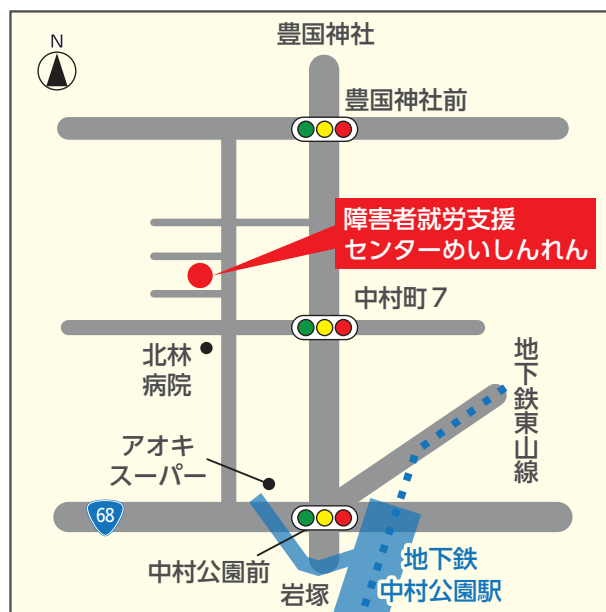 豊国神社
N
豊国神社前
障害者就労支援
センターめいしんれん
中村町7
北林
病院
地下鉄東山線
アオキ
スーパー
68
中村公園前
岩塚
地下鉄
中村公園駅